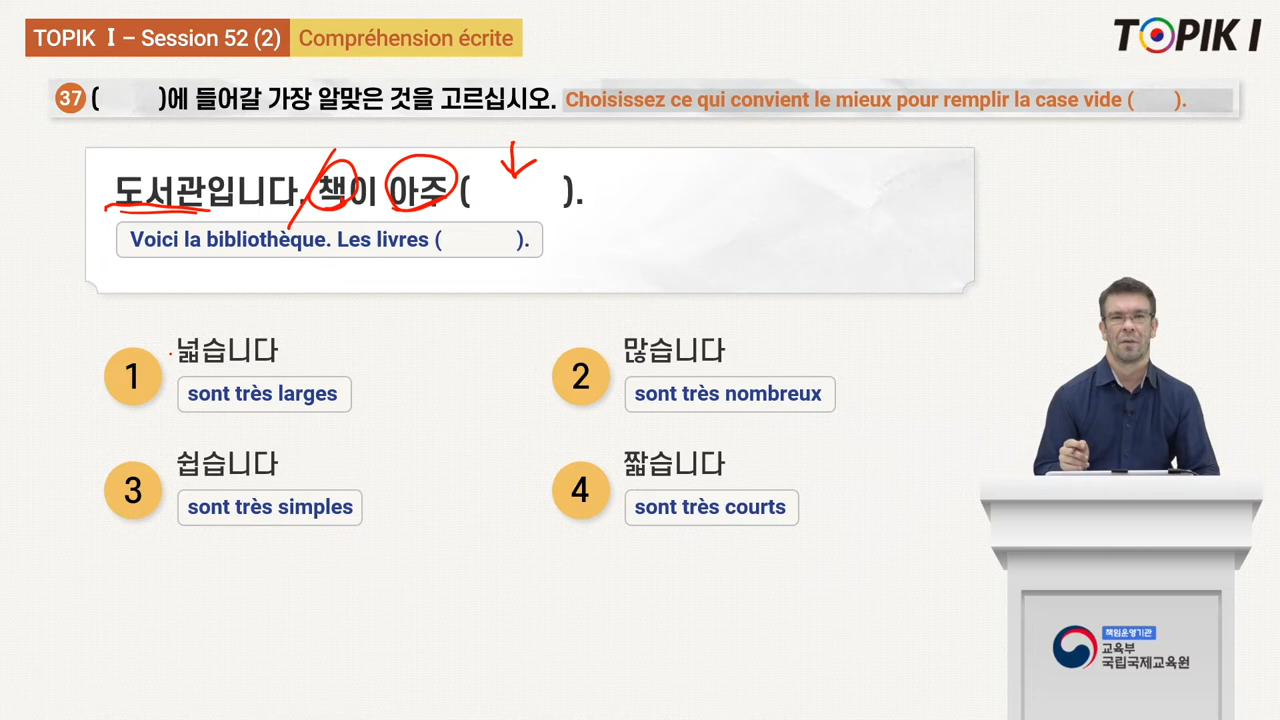 TOPIK Ⅰ – Session 52 (2) Compréhension écrite
TOPIK I
37 ( )에 들어갈 가장 알맞은 것을 고르십시오. Choisissez ce qui convient le mieux pour remplir la case vide ( ).
도서관입니다. 책이 아주 ( ).
Voici la bibliothèque. Les livres ( ).
1 넓습니다
sont très larges
2 많습니다
sont très nombreux
3 쉽습니다
sont très simples
4 짧습니다
sont très courts
책임운영기관
교육부
국립국제교육원